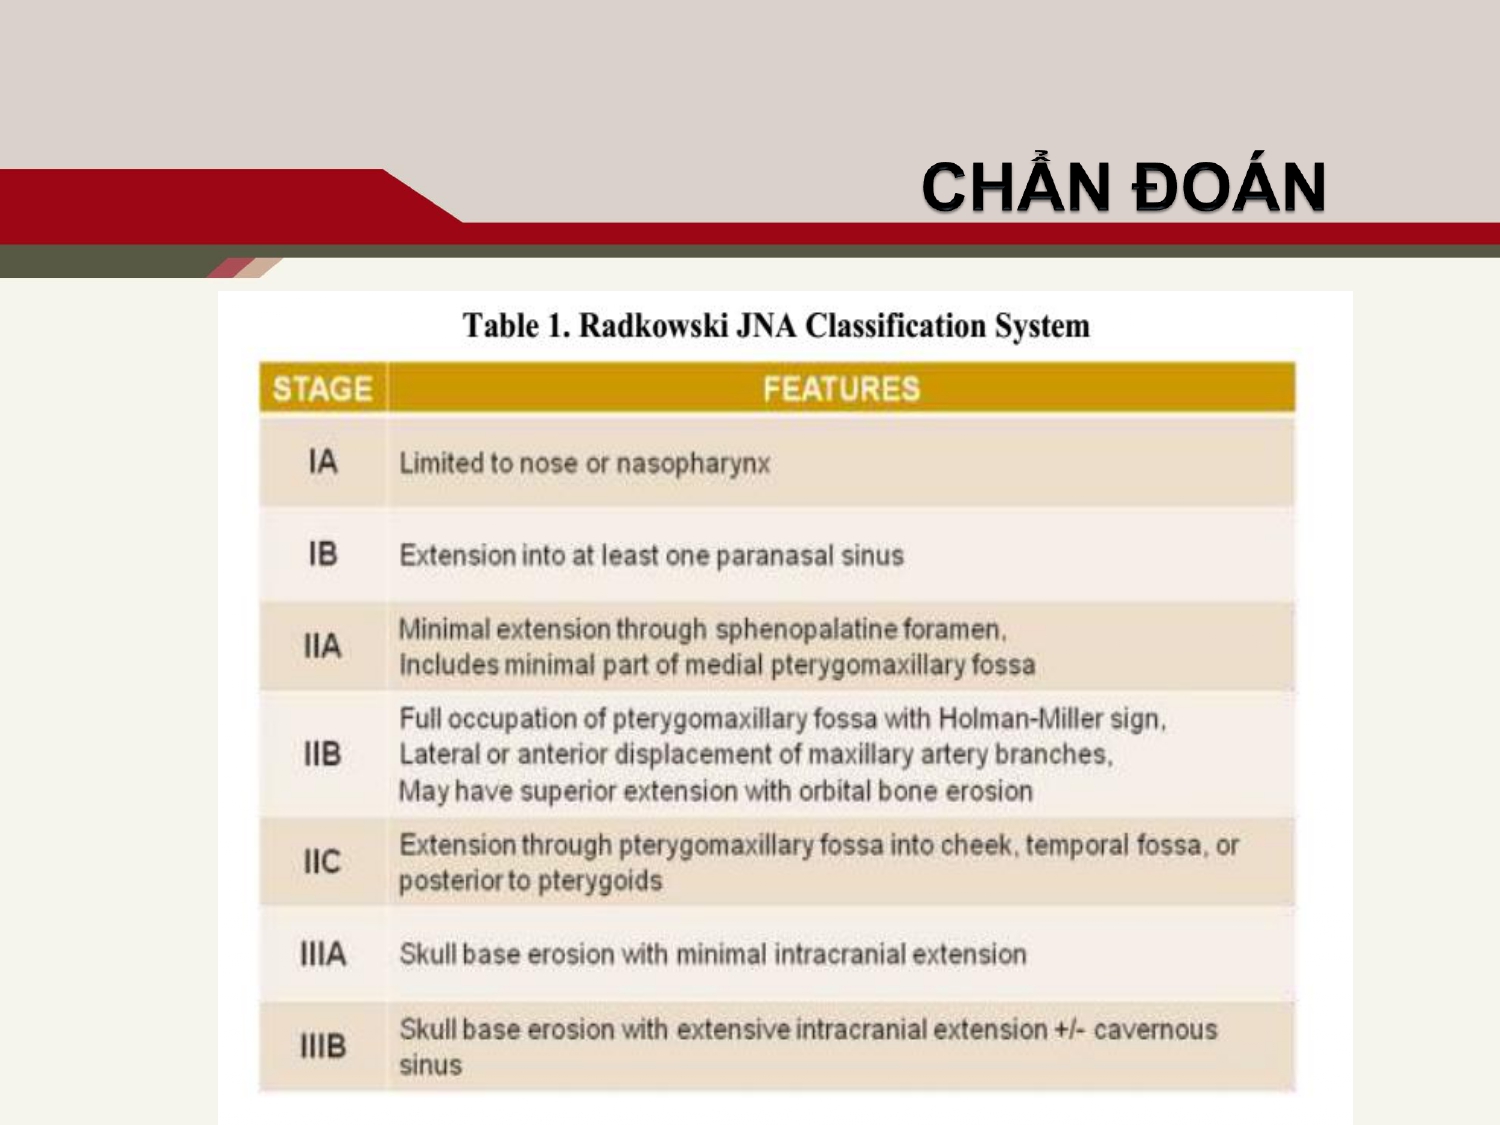 CHẨN ĐOÁN
Table 1. Radkowski JNA Classification System
STAGE FEATURES
IA Limited to nose or nasopharynx
IB Extension into at least one paranasal sinus
IIA Minimal extension through sphenopalatine foramen,
Includes minimal part of medial pterygomaxillary fossa
IIB Full occupation of pterygomaxillary fossa with Holman-Miller sign,
Lateral or anterior displacement of maxillary artery branches,
May have superior extension with orbital bone erosion
IIC Extension through pterygomaxillary fossa into cheek, temporal fossa, or
posterior to pterygoids
IIIA Skull base erosion with minimal intracranial extension
IIIB Skull base erosion with extensive intracranial extension +/- cavernous
sinus